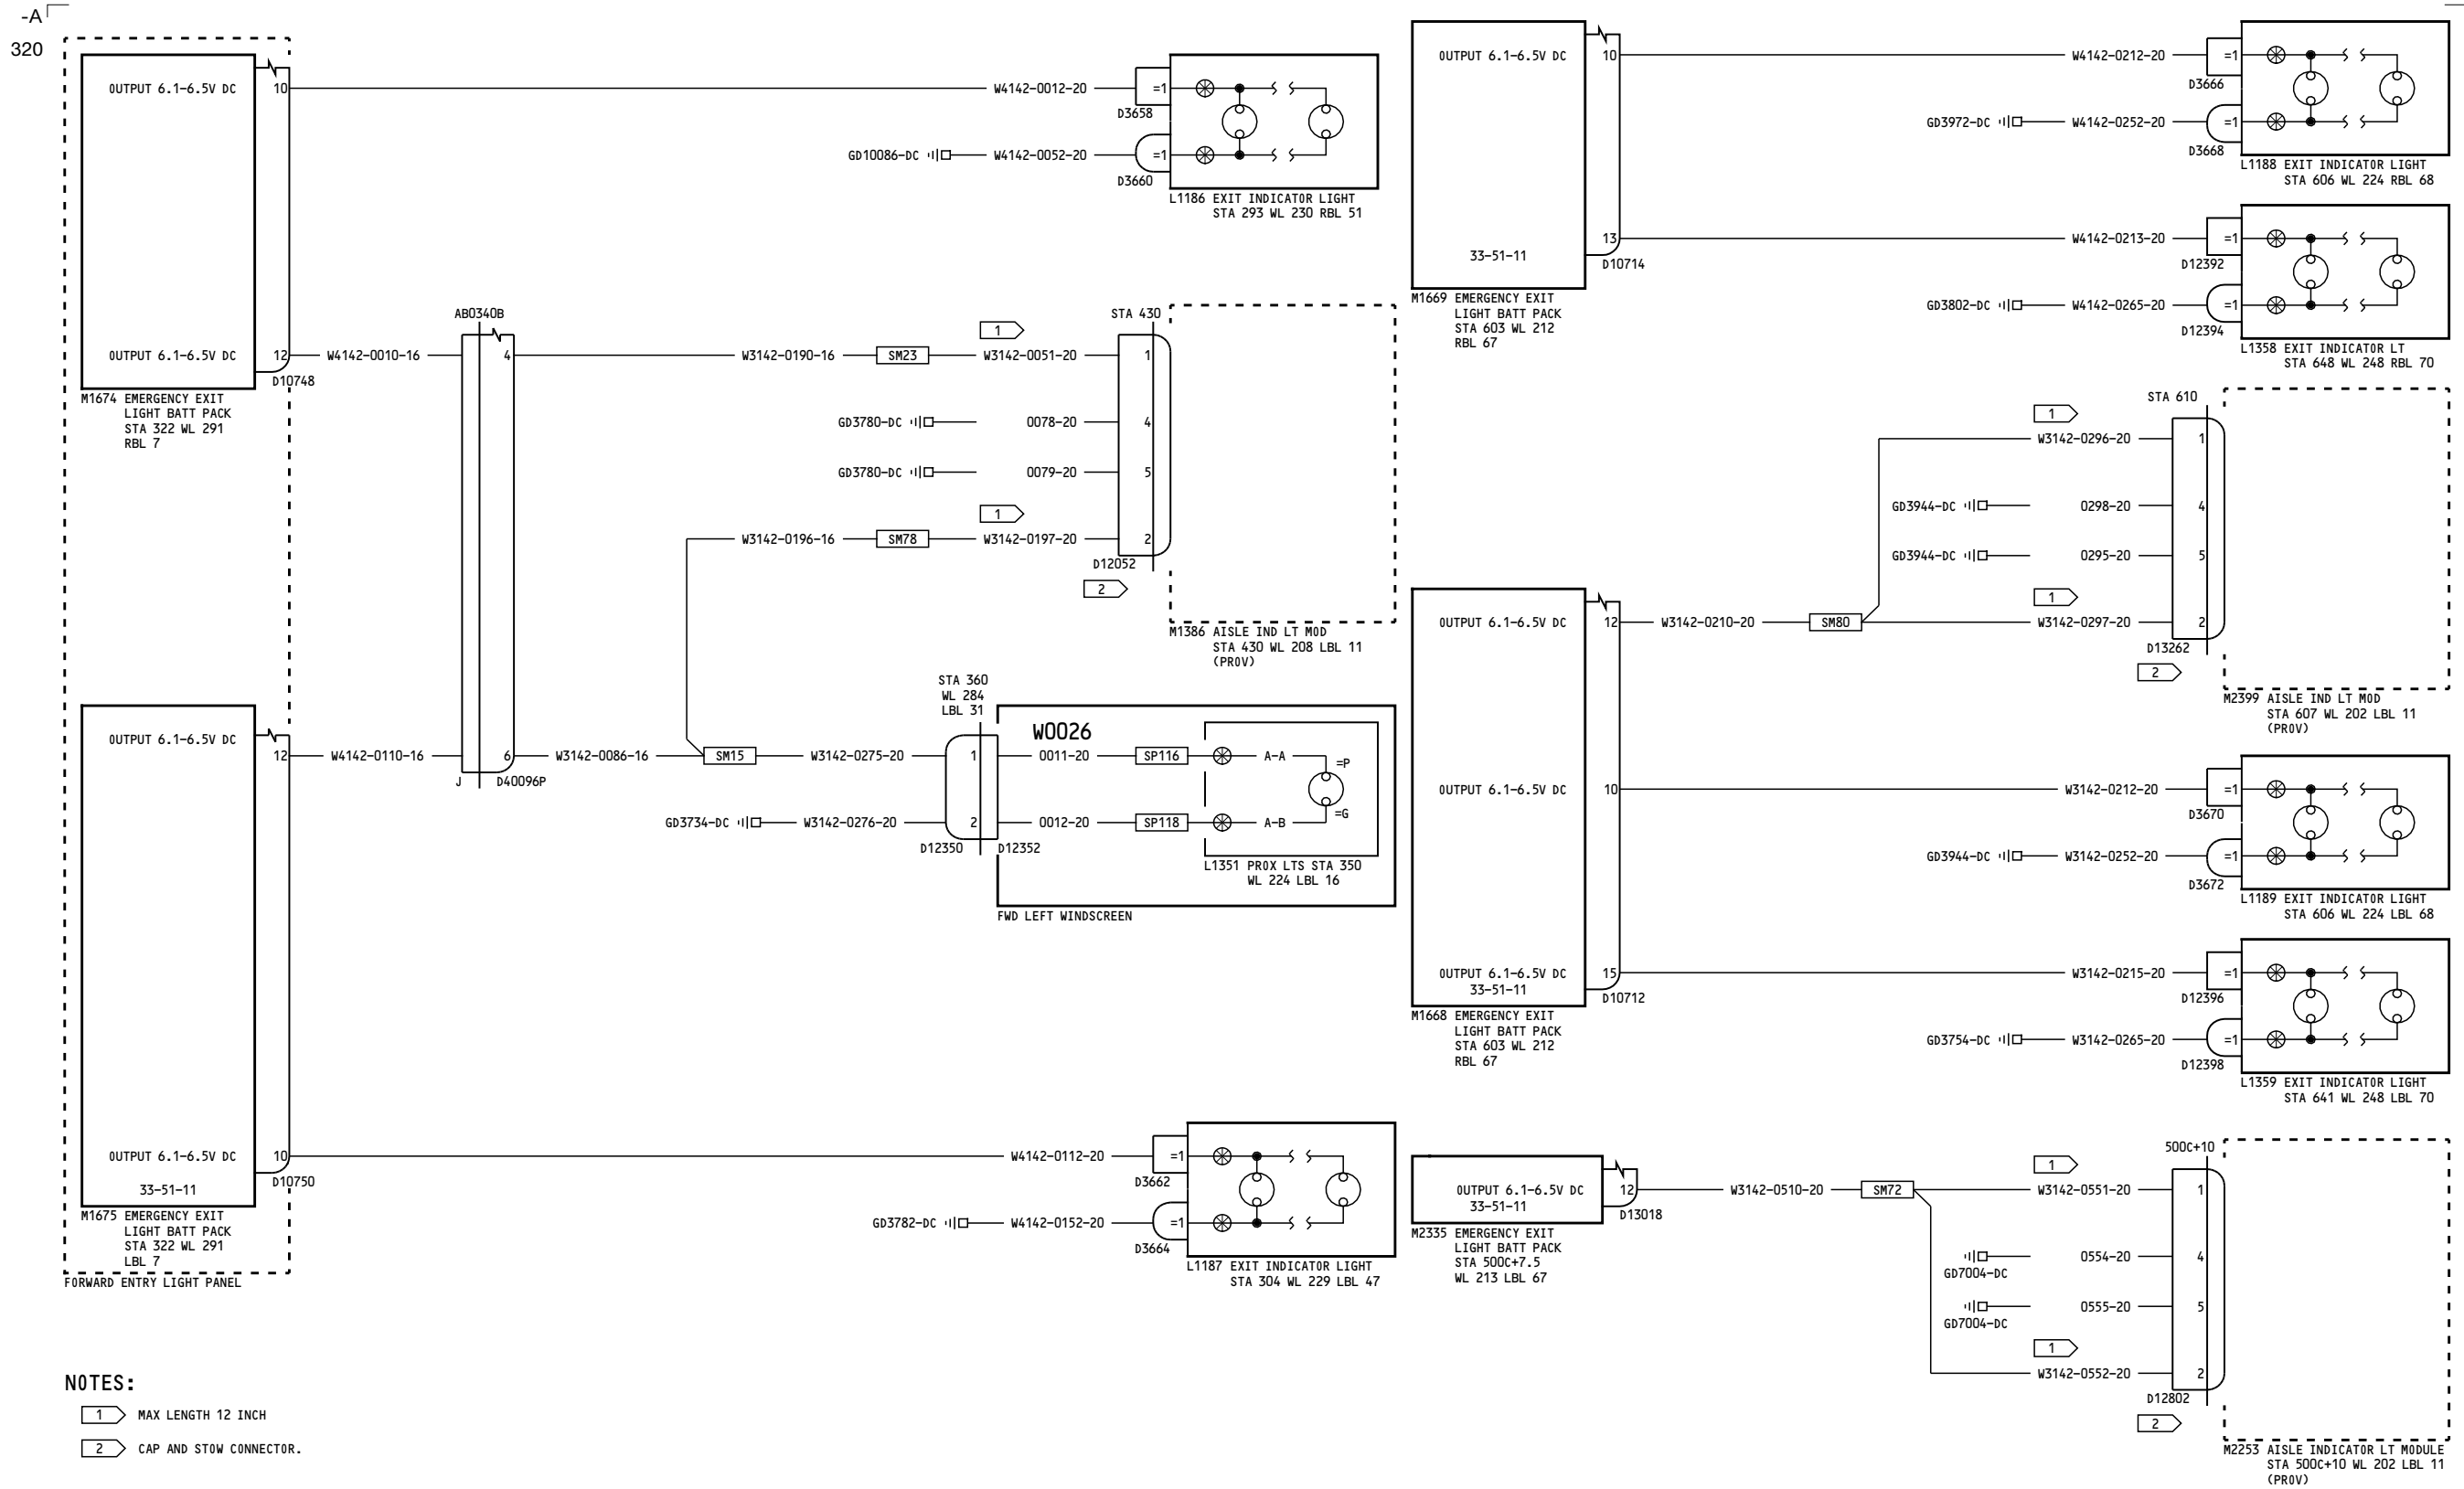 -A
320
OUTPUT 6.1-6.5V DC
10
OUTPUT 6.1-6.5V DC
12
D10748
M1674 EMERGENCY EXIT
LIGHT BATT PACK
STA 322 WL 291
RBL 7
W4142-0010-16
AB0340B
4
OUTPUT 6.1-6.5V DC
12
W4142-0110-16
6
J
D40096P
OUTPUT 6.1-6.5V DC
10
33-51-11
D10750
M1675 EMERGENCY EXIT
LIGHT BATT PACK
STA 322 WL 291
LBL 7
FORWARD ENTRY LIGHT PANEL
W4142-0012-20
=1
D3658
GD10086-DC
W4142-0052-20
=1
D3660
L1186 EXIT INDICATOR LIGHT
STA 293 WL 230 RBL 51
STA 430
1
W3142-0190-16
SM23
W3142-0051-20
1
GD3780-DC
0078-20
4
GD3780-DC
0079-20
5
1
W3142-0196-16
SM78
W3142-0197-20
2
D12052
2
M1386 AISLE IND LT MOD
STA 430 WL 208 LBL 11
(PROV)
STA 360
WL 284
LBL 31
W0026
W3142-0086-16
SM15
W3142-0275-20
1
0011-20
SP116
A-A
=P
GD3734-DC
W3142-0276-20
2
0012-20
SP118
A-B
=G
D12350
D12352
L1351 PROX LTS STA 350
WL 224 LBL 16
FWD LEFT WINDSCREEN
W4142-0112-20
=1
D3662
GD3782-DC
W4142-0152-20
=1
D3664
L1187 EXIT INDICATOR LIGHT
STA 304 WL 229 LBL 47
OUTPUT 6.1-6.5V DC
10
W4142-0212-20
=1
D3666
GD3972-DC
W4142-0252-20
=1
D3668
L1188 EXIT INDICATOR LIGHT
STA 606 WL 224 RBL 68
13
33-51-11
D10714
M1669 EMERGENCY EXIT
LIGHT BATT PACK
STA 603 WL 212
RBL 67
W4142-0213-20
=1
D12392
GD3802-DC
W4142-0265-20
=1
D12394
L1358 EXIT INDICATOR LT
STA 648 WL 248 RBL 70
STA 610
1
W3142-0296-20
1
GD3944-DC
0298-20
4
GD3944-DC
0295-20
5
1
OUTPUT 6.1-6.5V DC
12
W3142-0210-20
SM80
W3142-0297-20
2
D13262
2
M2399 AISLE IND LT MOD
STA 607 WL 202 LBL 11
(PROV)
OUTPUT 6.1-6.5V DC
10
W3142-0212-20
=1
D3670
GD3944-DC
W3142-0252-20
=1
D3672
L1189 EXIT INDICATOR LIGHT
STA 606 WL 224 LBL 68
OUTPUT 6.1-6.5V DC
15
33-51-11
D10712
M1668 EMERGENCY EXIT
LIGHT BATT PACK
STA 603 WL 212
RBL 67
W3142-0215-20
=1
D12396
GD3754-DC
W3142-0265-20
=1
D12398
L1359 EXIT INDICATOR LIGHT
STA 641 WL 248 LBL 70
500C+10
1
OUTPUT 6.1-6.5V DC
12
33-51-11
D13018
M2335 EMERGENCY EXIT
LIGHT BATT PACK
STA 500C+7.5
WL 213 LBL 67
W3142-0510-20
SM72
W3142-0551-20
1
GD7004-DC
0554-20
4
GD7004-DC
0555-20
5
1
W3142-0552-20
2
D12802
2
M2253 AISLE INDICATOR LT MODULE
STA 500C+10 WL 202 LBL 11
(PROV)
NOTES:
1 MAX LENGTH 12 INCH
2 CAP AND STOW CONNECTOR.